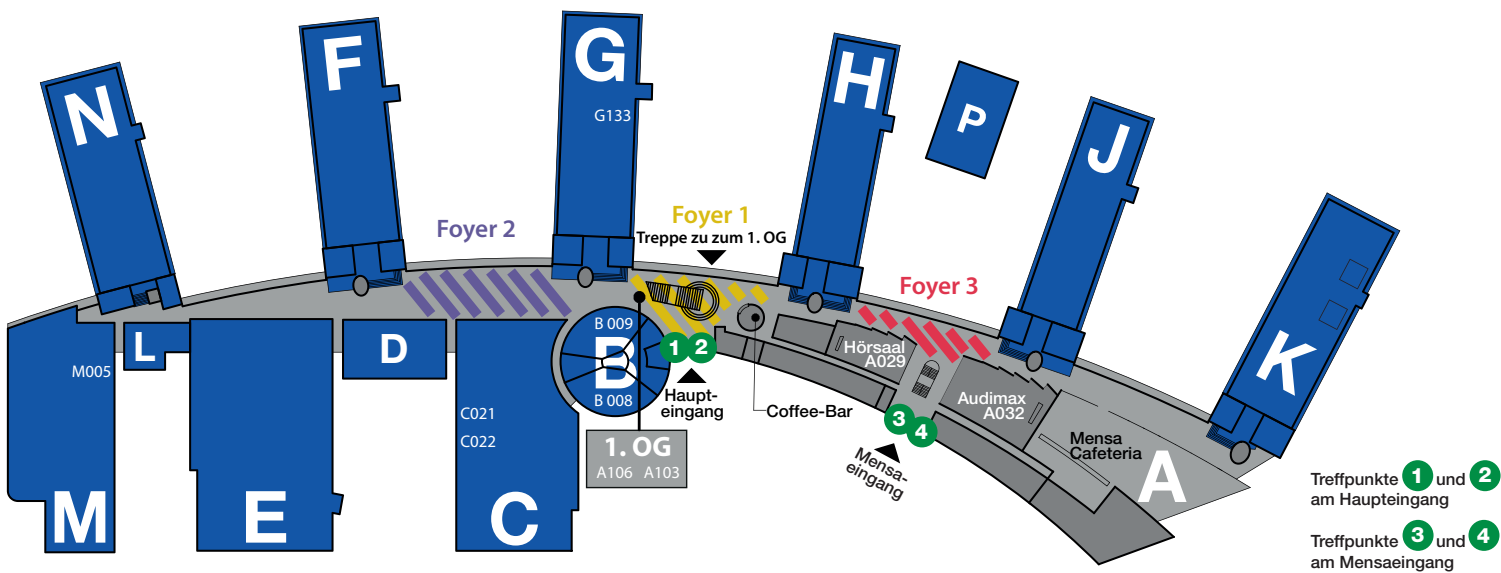 N
F
G
G133
H
P
J
K
Foyer 2
Foyer 1
Treppe zu zum 1. OG
Foyer 3
M005
M
L
E
D
C021
C022
C
B 009
B
B 008
1. OG
A106 A103
1 2
Haupt-
eingang
Coffee-Bar
Hörsaal
A029
3
4
Mensa-
eingang
Audimax
A032
Mensa
Cafeteria
A
Treffpunkte 1 und 2
am Haupteingang
Treffpunkte 3 und 4
am Mensaeingang